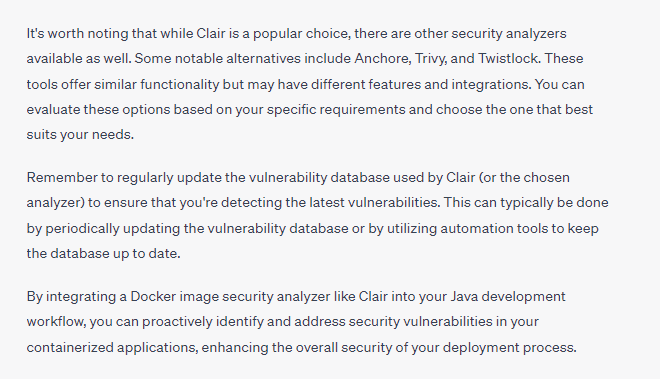 It's worth noting that while Clair is a popular choice, there are other security analyzers
available as well. Some notable alternatives include Anchore, Trivy, and Twistlock. These
tools offer similar functionality but may have different features and integrations. You can
evaluate these options based on your specific requirements and choose the one that best
suits your needs.
Remember to regularly update the vulnerability database used by Clair (or the chosen
analyzer) to ensure that you're detecting the latest vulnerabilities. This can typically be done
by periodically updating the vulnerability database or by utilizing automation tools to keep
the database up to date.
By integrating a Docker image security analyzer like Clair into your Java development
workflow, you can proactively identify and address security vulnerabilities in your
containerized applications, enhancing the overall security of your deployment process.